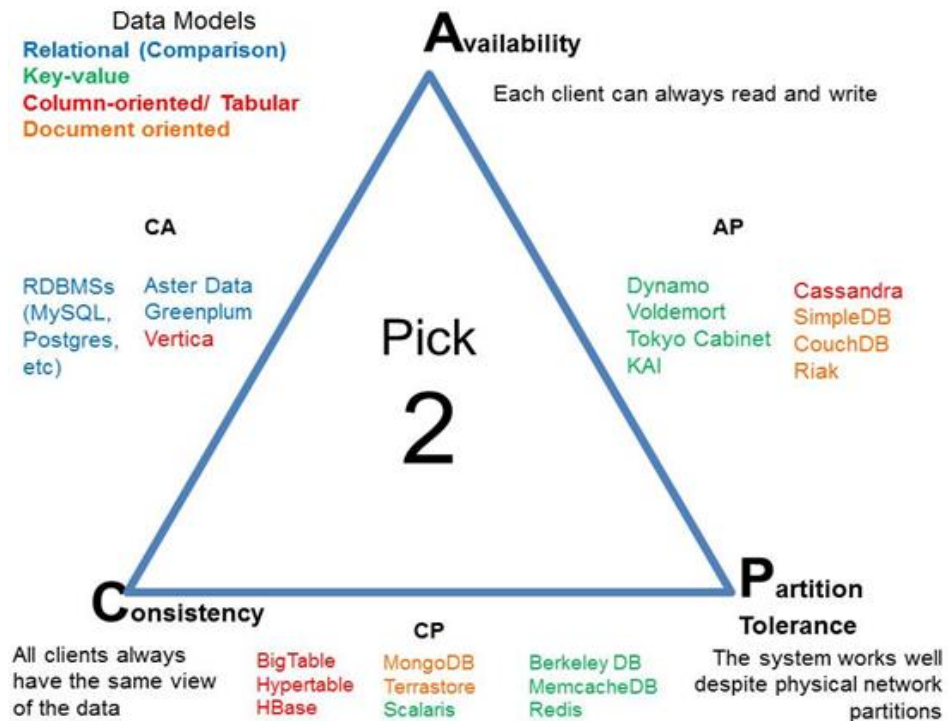 Data Models
Relational (Comparison)
Key-value
Column-oriented/ Tabular
Document oriented
Availability
Each client can always read and write
CA
RDBMSs
(MySQL,
Postgres,
etc)
Aster Data
Greenplum
Vertica
Pick
2
AP
Dynamo
Voldemort
Tokyo Cabinet
KAI
Cassandra
SimpleDB
CouchDB
Riak
Consistency
All clients always
have the same view
of the data
CP
BigTable
Hypertable
HBase
MongoDB
Terrastore
Scalaris
Berkeley DB
MemcacheDB
Redis
Partition
Tolerance
The system works well
despite physical network
partitions